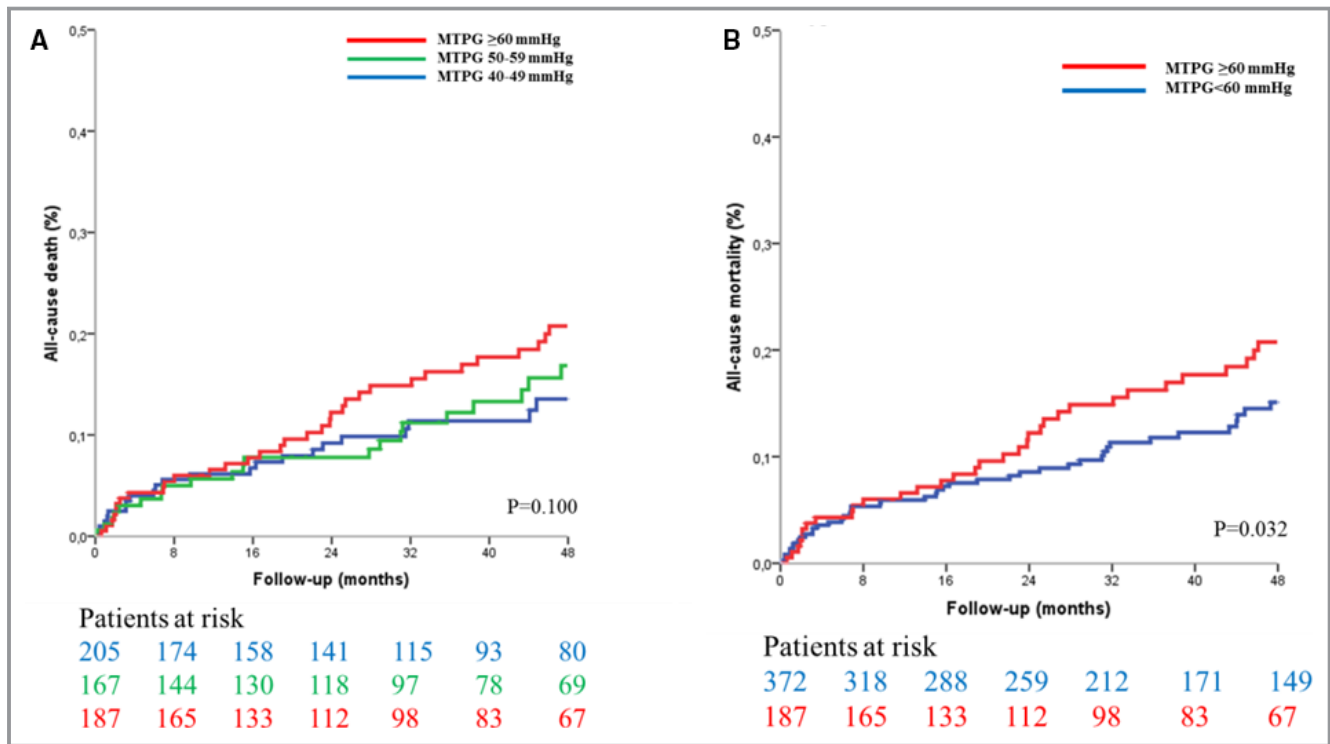 A
MTPG ≥60 mmHg
MTPG 50-59 mmHg
MTPG 40-49 mmHg
All-cause death (%)
0,5
0,4
0,3
0,2
0,1
0,0
0 8 16 24 32 40 48
P=0.100
Follow-up (months)
Patients at risk
205 174 158 141 115 93 80
167 144 130 118 97 78 69
187 165 133 112 98 83 67
B
MTPG ≥60 mmHg
MTPG<60 mmHg
All-cause mortality (%)
0,5
0,4
0,3
0,2
0,1
0,0
0 8 16 24 32 40 48
P=0.032
Follow-up (months)
Patients at risk
372 318 288 259 212 171 149
187 165 133 112 98 83 67